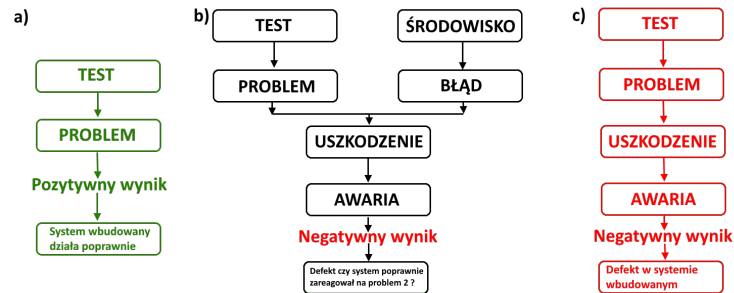 a)
TEST
PROBLEM
Pozytywny wynik
System wbudowany
działa poprawnie
b)
TEST
ŚRODOWISKO
PROBLEM
BŁĄD
USZKODZENIE
AWARIA
Negatywny wynik
Defekt czy system poprawnie
zareagował na problem 2 ?
c)
TEST
PROBLEM
USZKODZENIE
AWARIA
Negatywny wynik
Defekt w systemie
wbudowanym